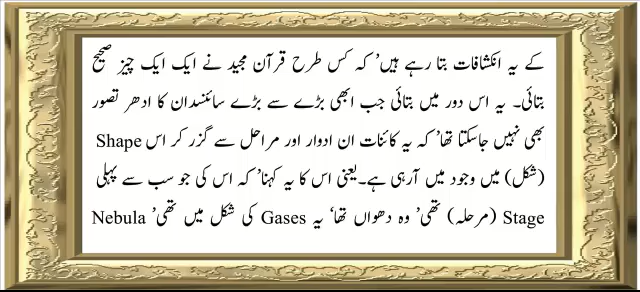 کے یہ انکشافات بتا رہے ہیں’ کہ کس طرح قرآن مجید نے ایک ایک چیز صحیح
بتائی۔ یہ اس دور میں بتائی جب ابھی بڑے سے بڑے سائنسدان کا ادھر تصور
بھی نہیں جاسکتا تھا’ کہ یہ کائنات ان ادوار اور مراحل سے گزر کر اس Shape
(شکل) میں وجود میں آرہی ہے۔یعنی اس کا یہ کہنا’ کہ اس کی جو سب سے پہلی
Stage (مرحلہ) تھی’ وہ دھواں تھا‘ یہ Gases کی شکل میں تھی’ Nebula